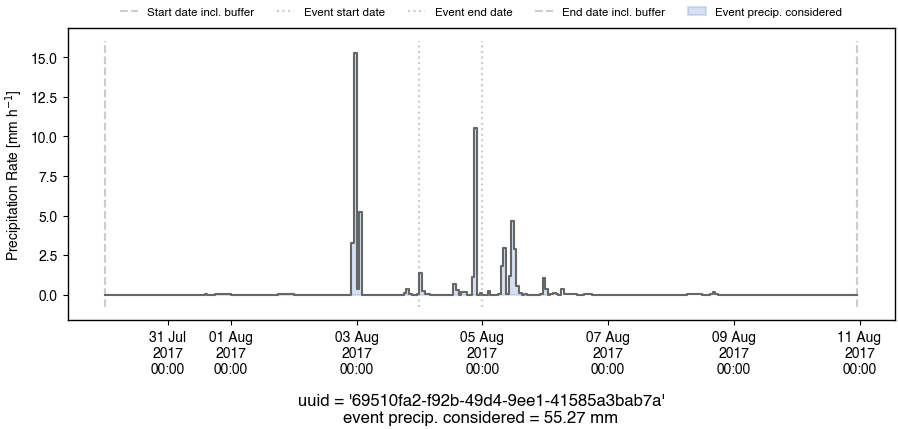 Start date incl. buffer
Event start date
Event end date
End date incl. buffer
Event precip. considered
Precipitation Rate [mm h⁻¹]
15.0
12.5
10.0
7.5
5.0
2.5
0.0
31 Jul
2017
00:00
01 Aug
2017
00:00
03 Aug
2017
00:00
05 Aug
2017
00:00
07 Aug
2017
00:00
09 Aug
2017
00:00
11 Aug
2017
00:00
uuid = '69510fa2-f92b-49d4-9ee1-41585a3bab7a'
event precip. considered = 55.27 mm